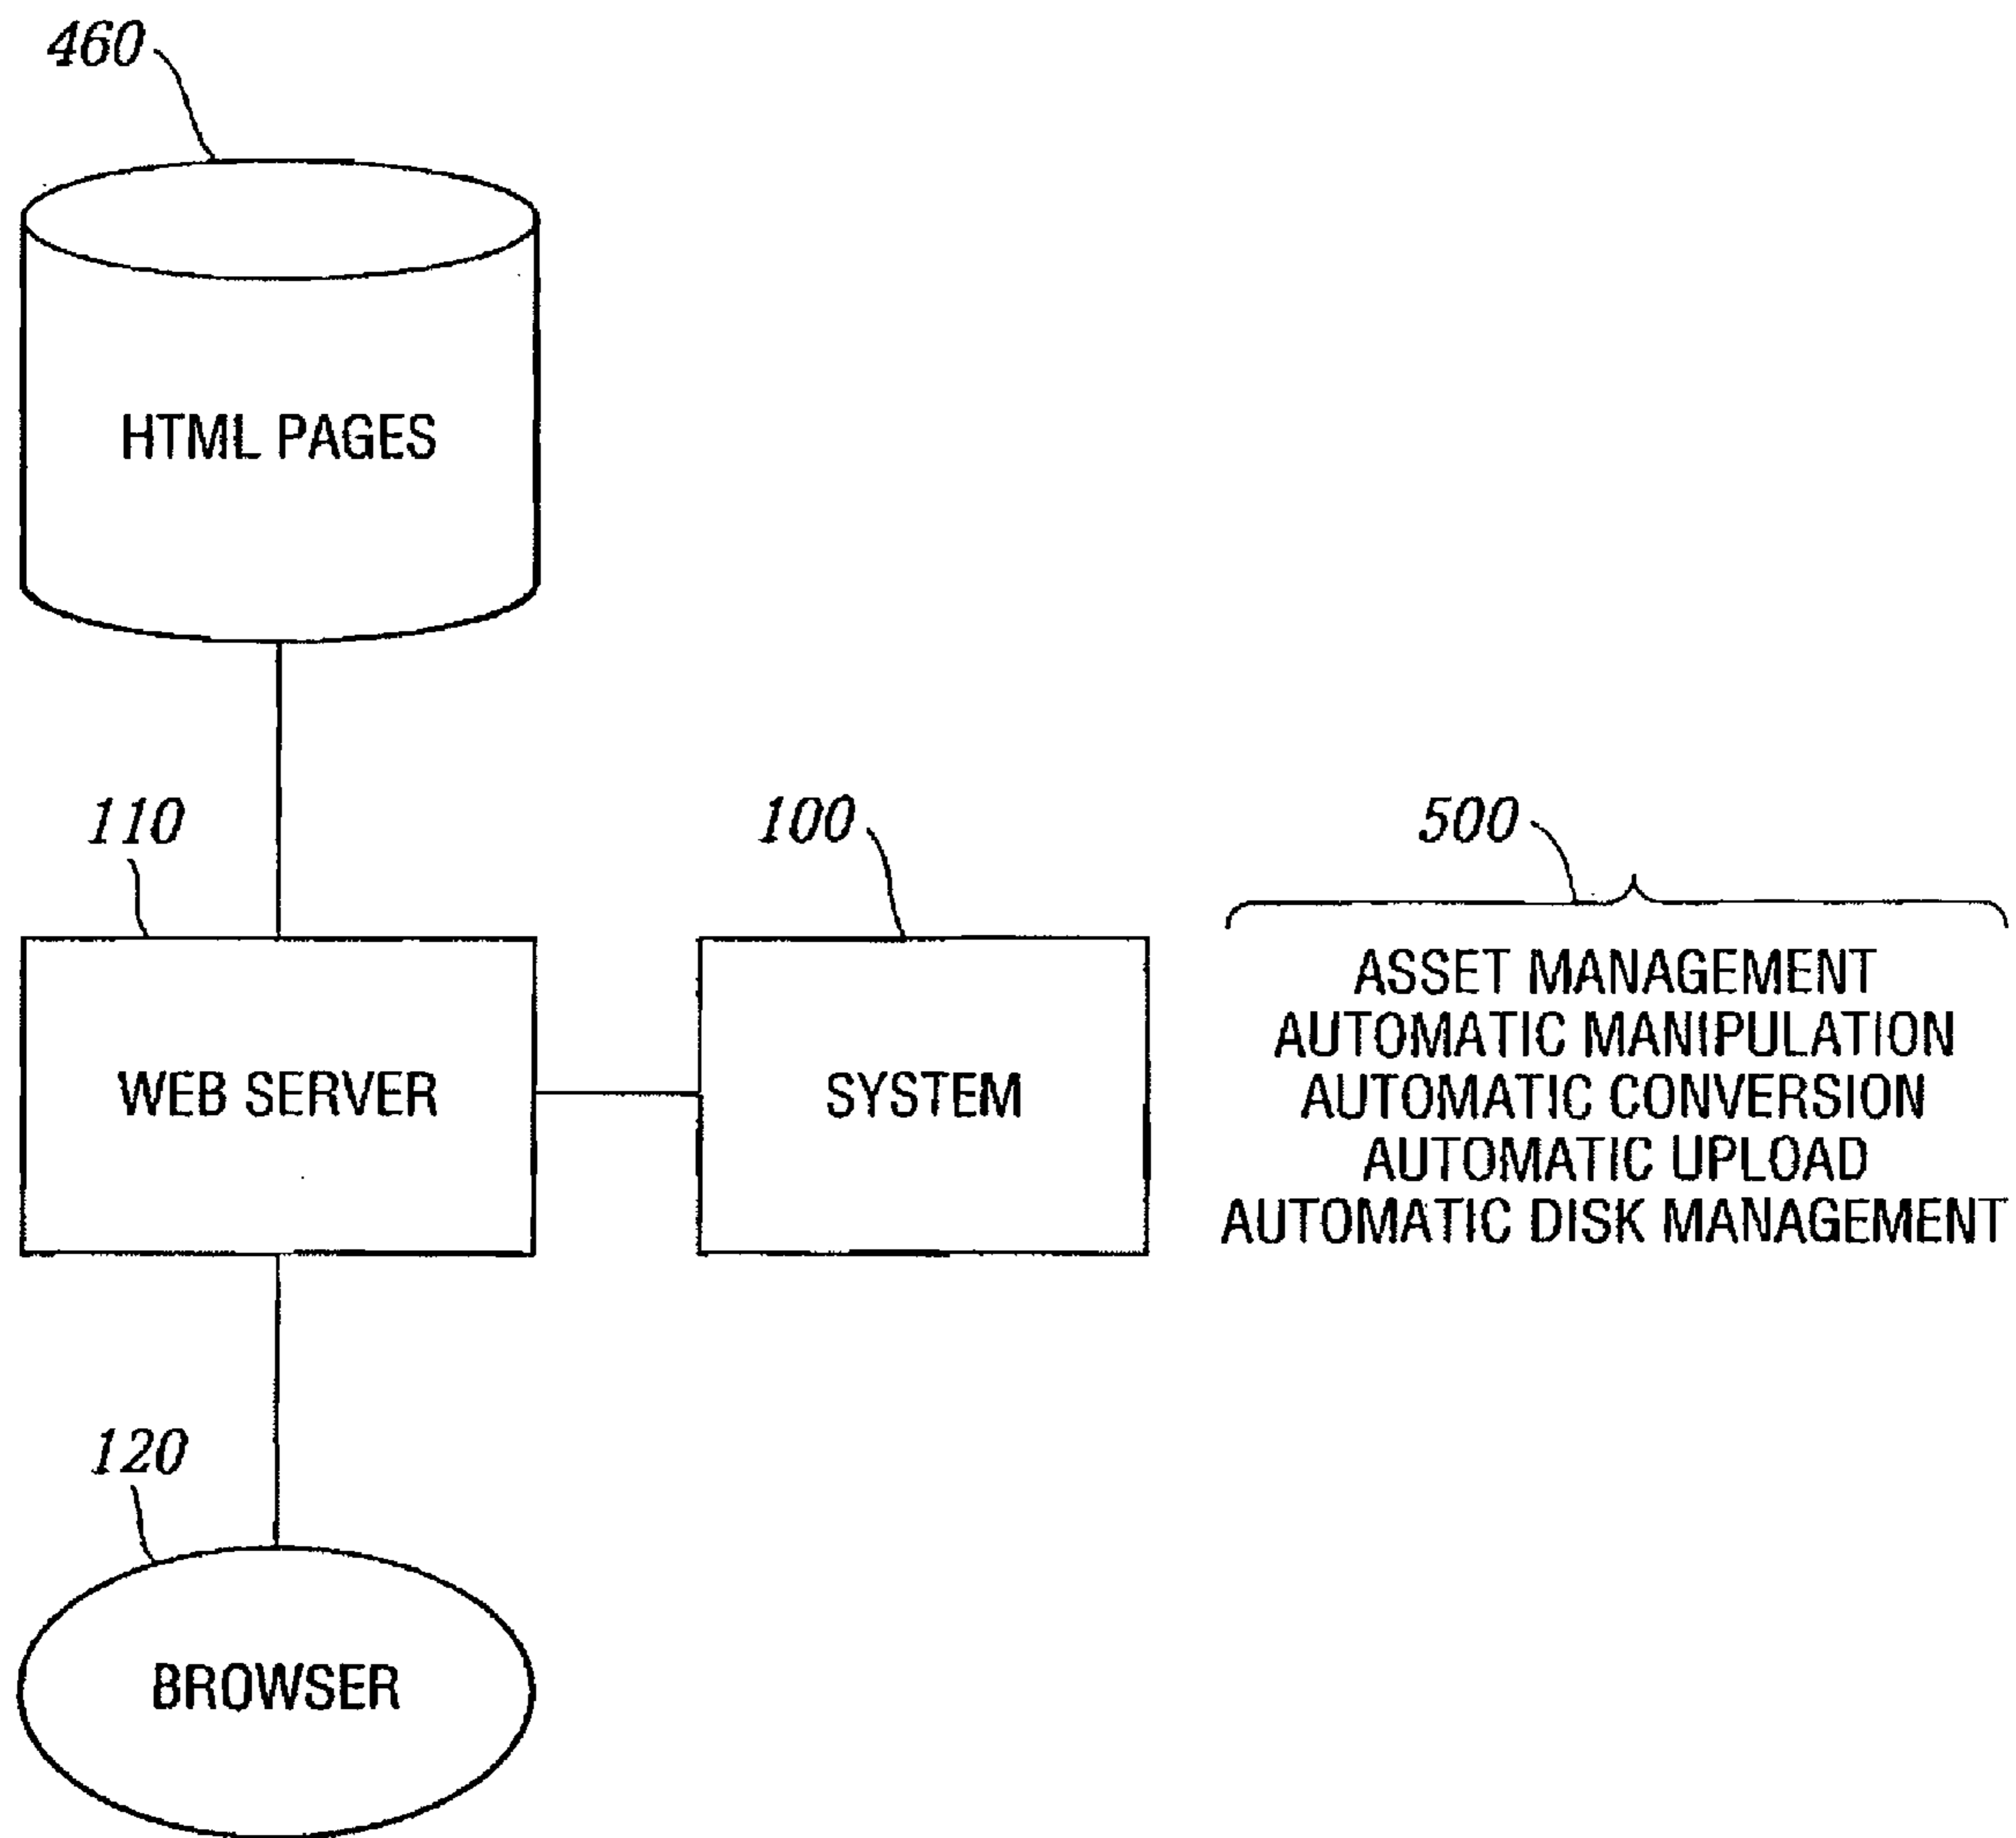 460
HTML PAGES
110
100
500
WEB SERVER
SYSTEM
ASSET MANAGEMENT
AUTOMATIC MANIPULATION
AUTOMATIC CONVERSION
AUTOMATIC UPLOAD
AUTOMATIC DISK MANAGEMENT
120
BROWSER